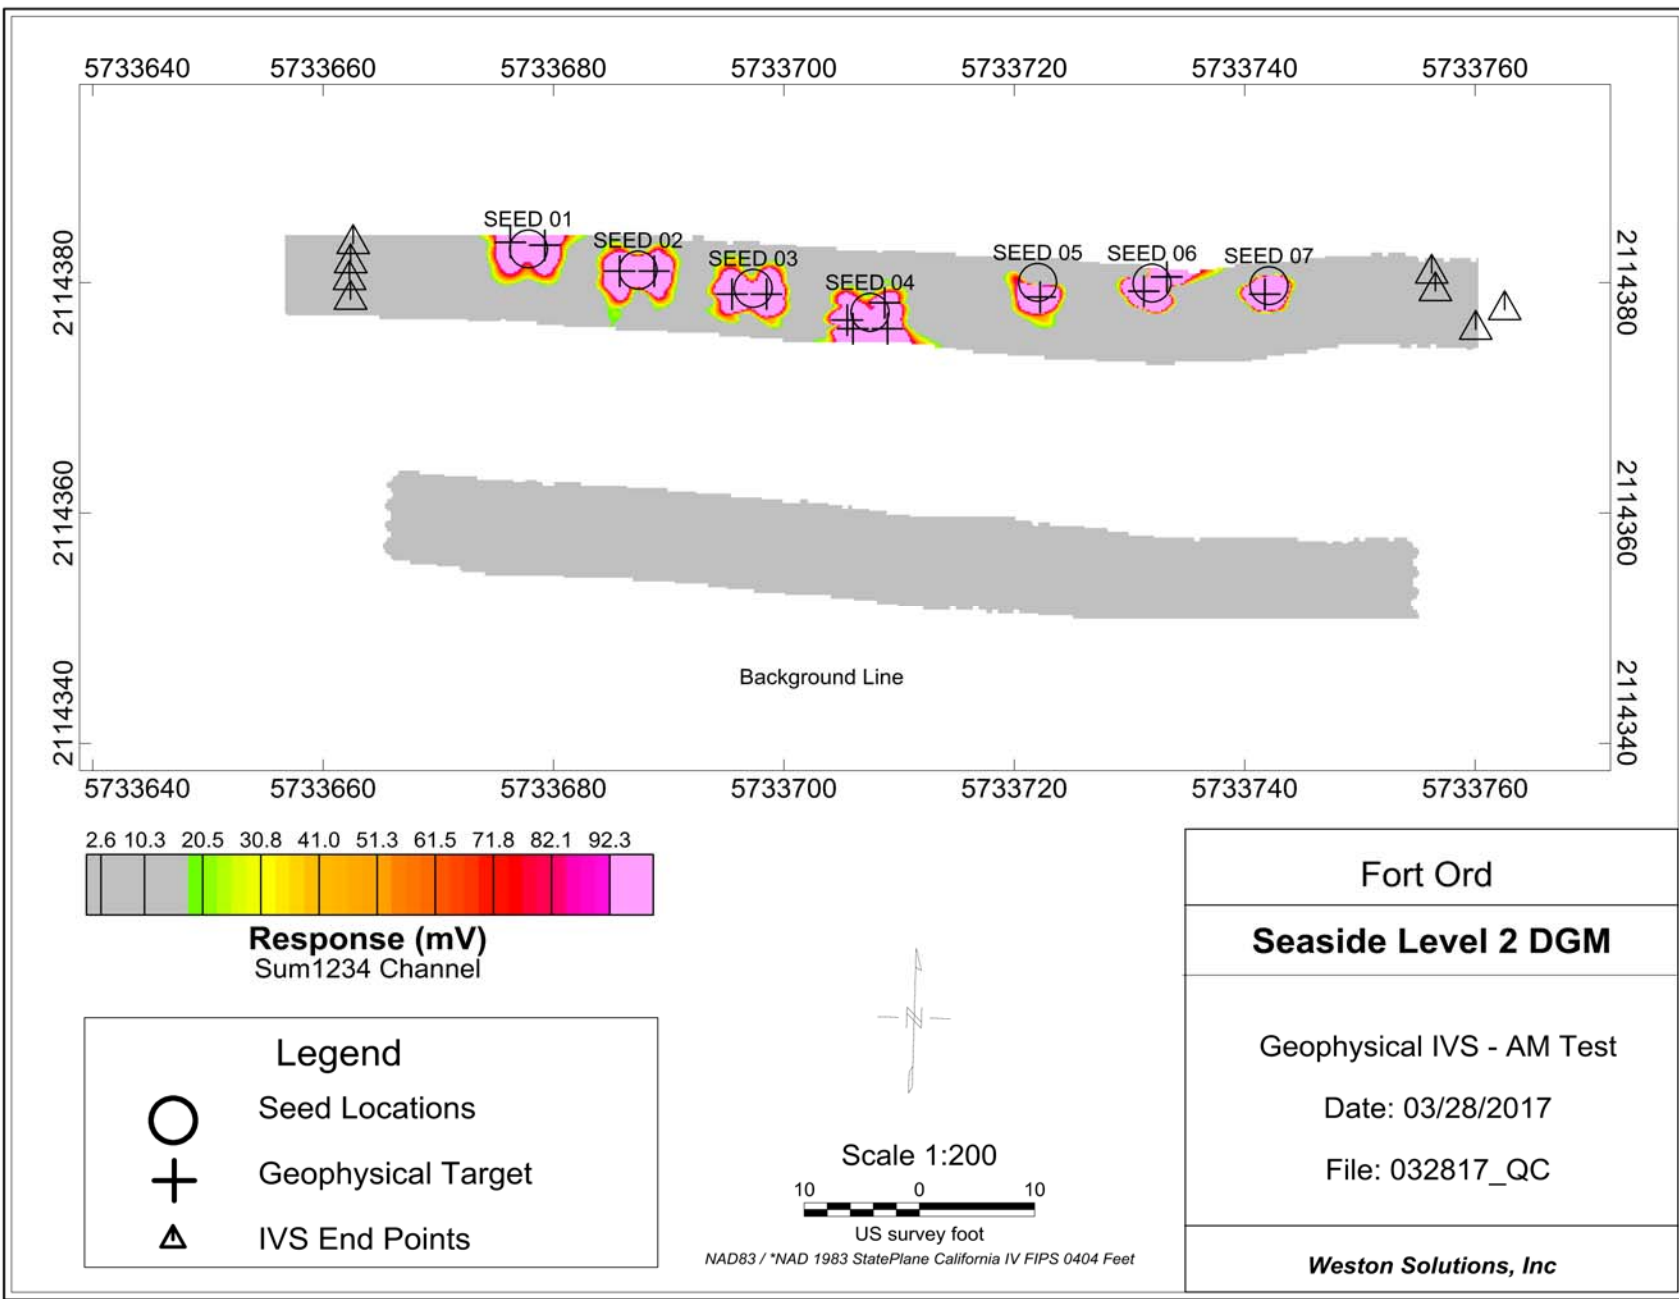 5733640 5733660 5733680 5733700 5733720 5733740 5733760
2114380
2114380
SEED 01
SEED 02
SEED 03
SEED 04
SEED 05
SEED 06
SEED 07
2114360
2114360
Background Line
2114340
2114340
5733640 5733660 5733680 5733700 5733720 5733740 5733760
2.6 10.3 20.5 30.8 41.0 51.3 61.5 71.8 82.1 92.3
Response (mV)
Sum1234 Channel
Legend
Seed Locations
Geophysical Target
IVS End Points
N
Scale 1:200
10 0 10
US survey foot
NAD83 / *NAD 1983 StatePlane California IV FIPS 0404 Feet
Fort Ord
Seaside Level 2 DGM
Geophysical IVS - AM Test
Date: 03/28/2017
File: 032817_QC
Weston Solutions, Inc